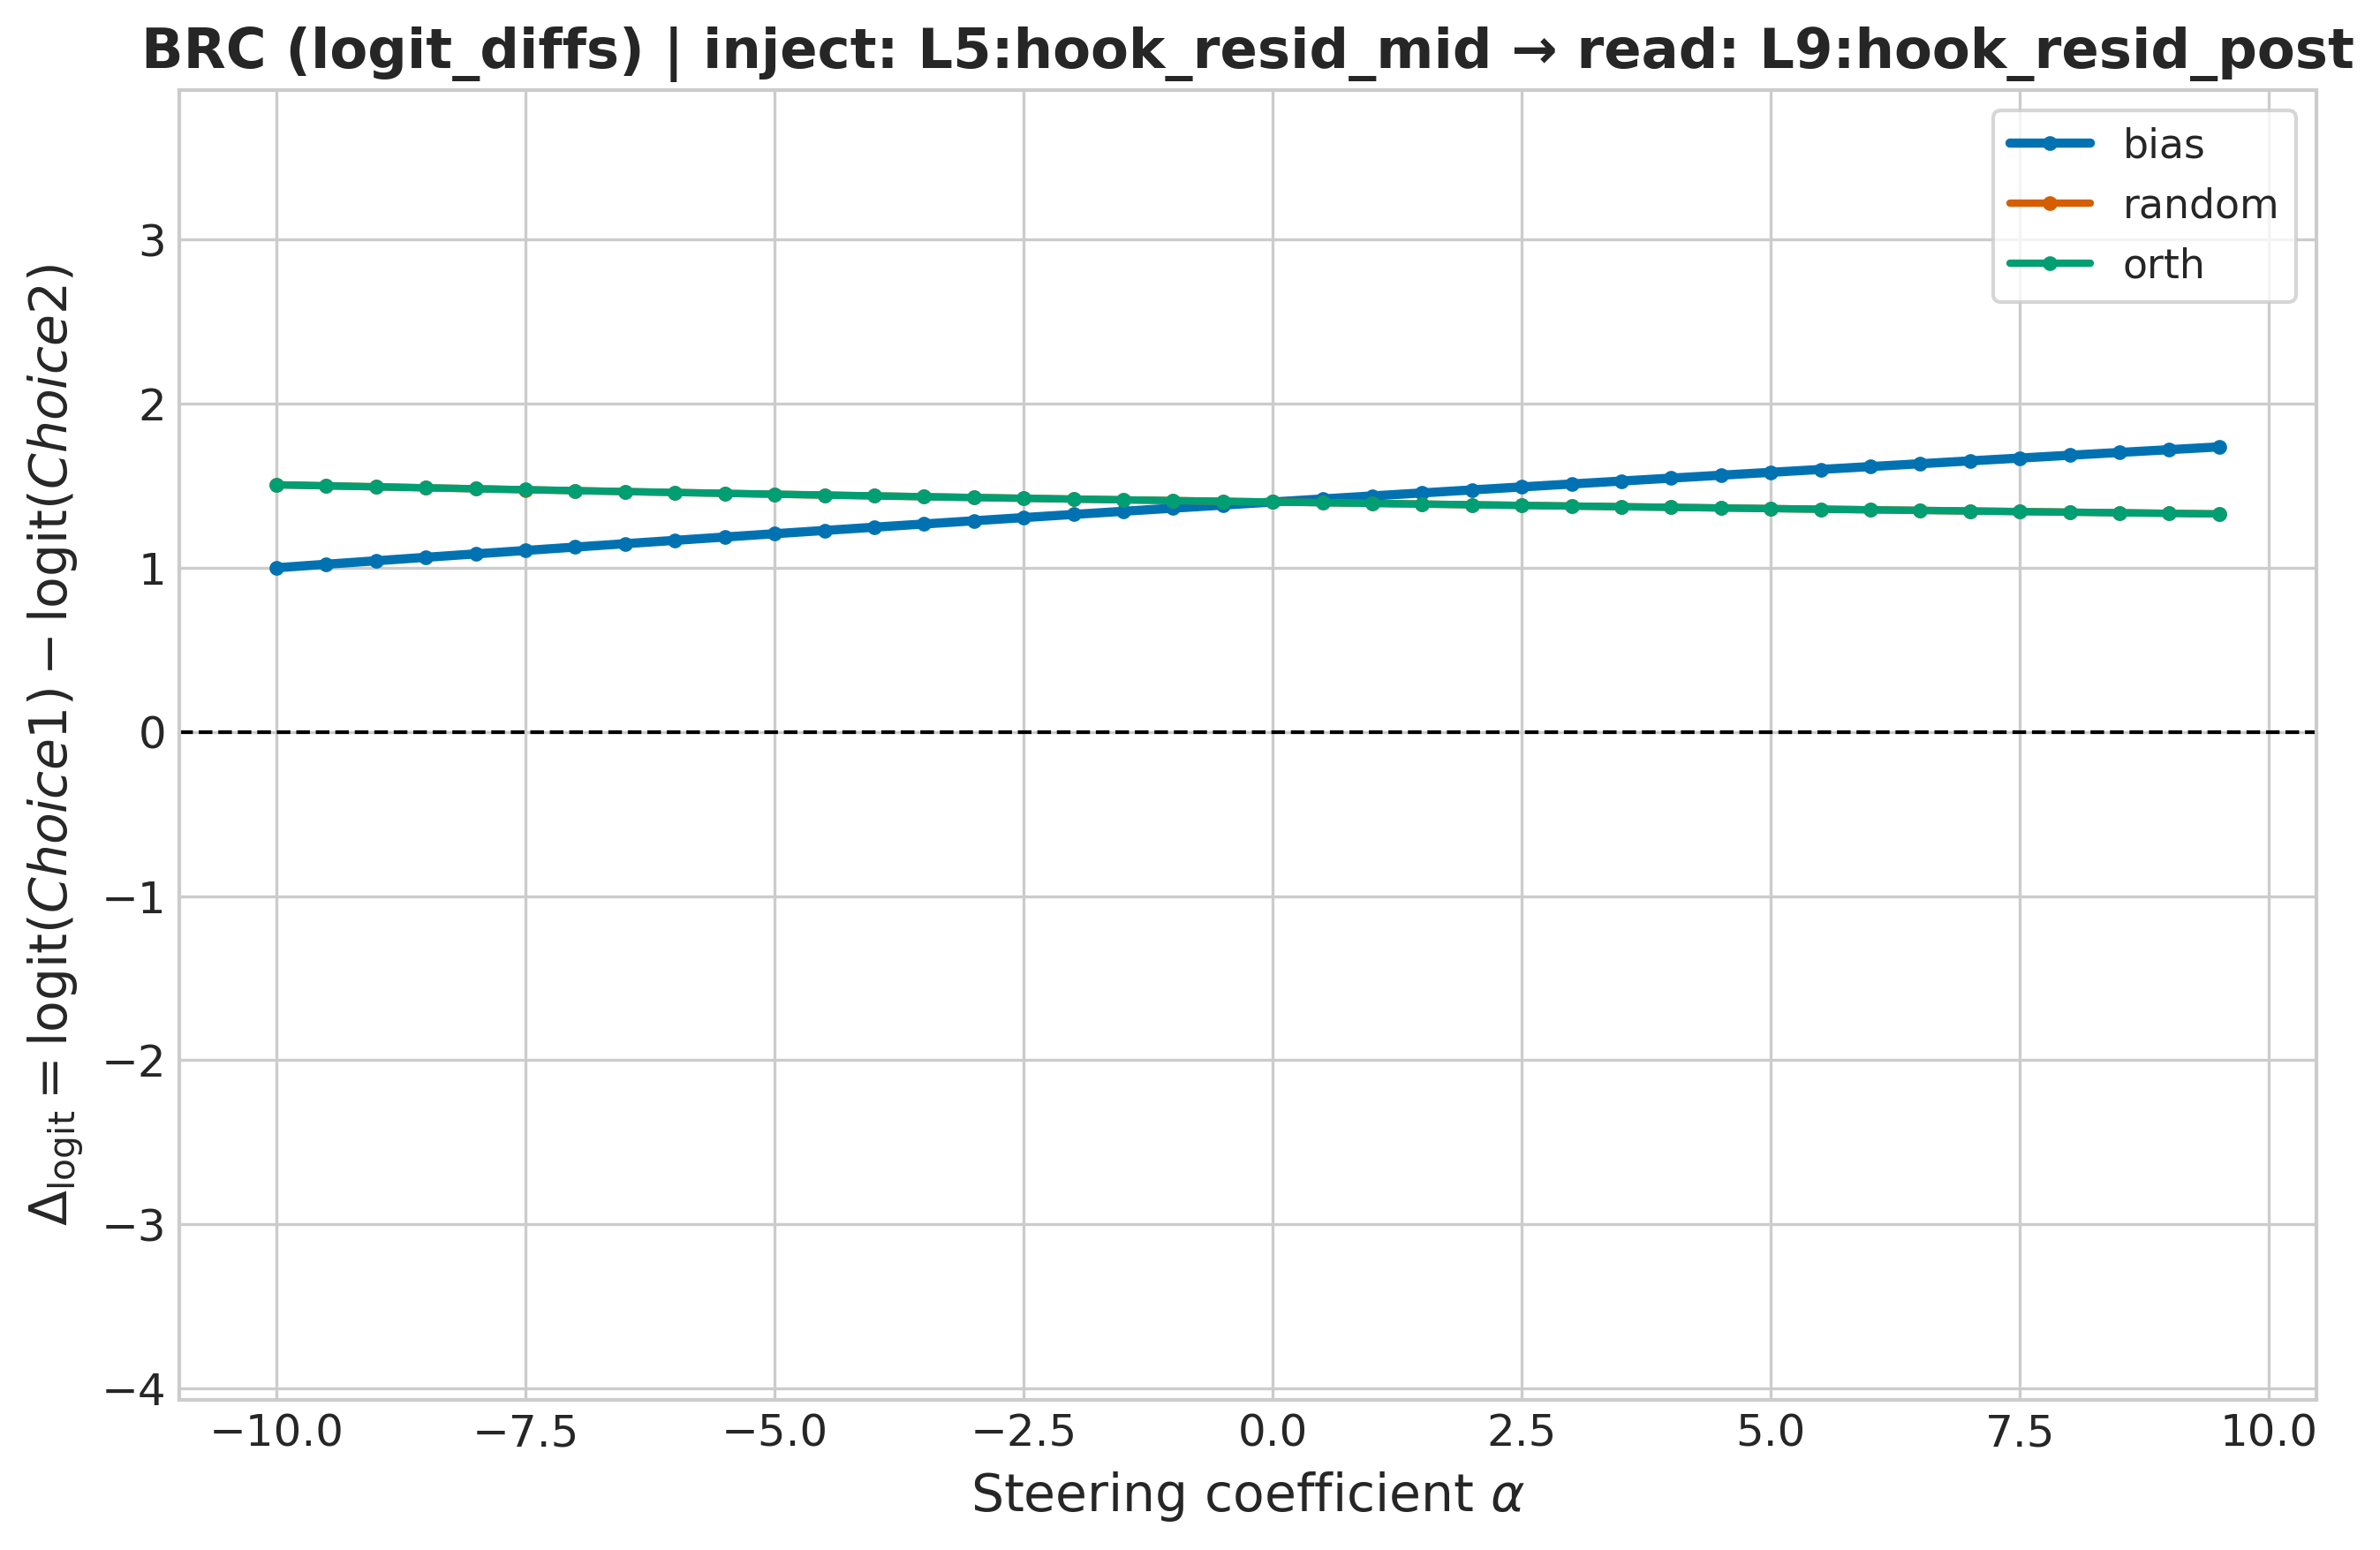 BRC (logit_diffs) | inject: L5:hook_resid_mid → read: L9:hook_resid_post
bias
random
orth
Δlogit = logit(Choice1) − logit(Choice2)
3
2
1
0
−1
−2
−3
−4
−10.0 −7.5 −5.0 −2.5 0.0 2.5 5.0 7.5 10.0
Steering coefficient α